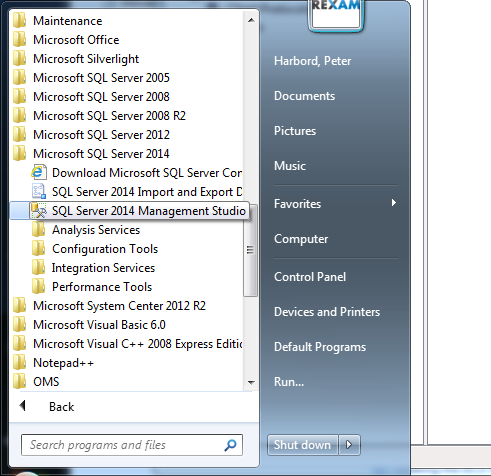 Maintenance
Microsoft Office
Microsoft Silverlight
Microsoft SQL Server 2005
Microsoft SQL Server 2008
Microsoft SQL Server 2008 R2
Microsoft SQL Server 2012
Microsoft SQL Server 2014
Download Microsoft SQL Server Con
SQL Server 2014 Import and Export D
SQL Server 2014 Management Studio
Analysis Services
Configuration Tools
Integration Services
Performance Tools
Microsoft System Center 2012 R2
Microsoft Visual Basic 6.0
Microsoft Visual C++ 2008 Express Editio
Notepad++
OMS
Back
Search programs and files
REXAM
Harbord, Peter
Documents
Pictures
Music
Favorites
Computer
Control Panel
Devices and Printers
Default Programs
Run...
Shut down